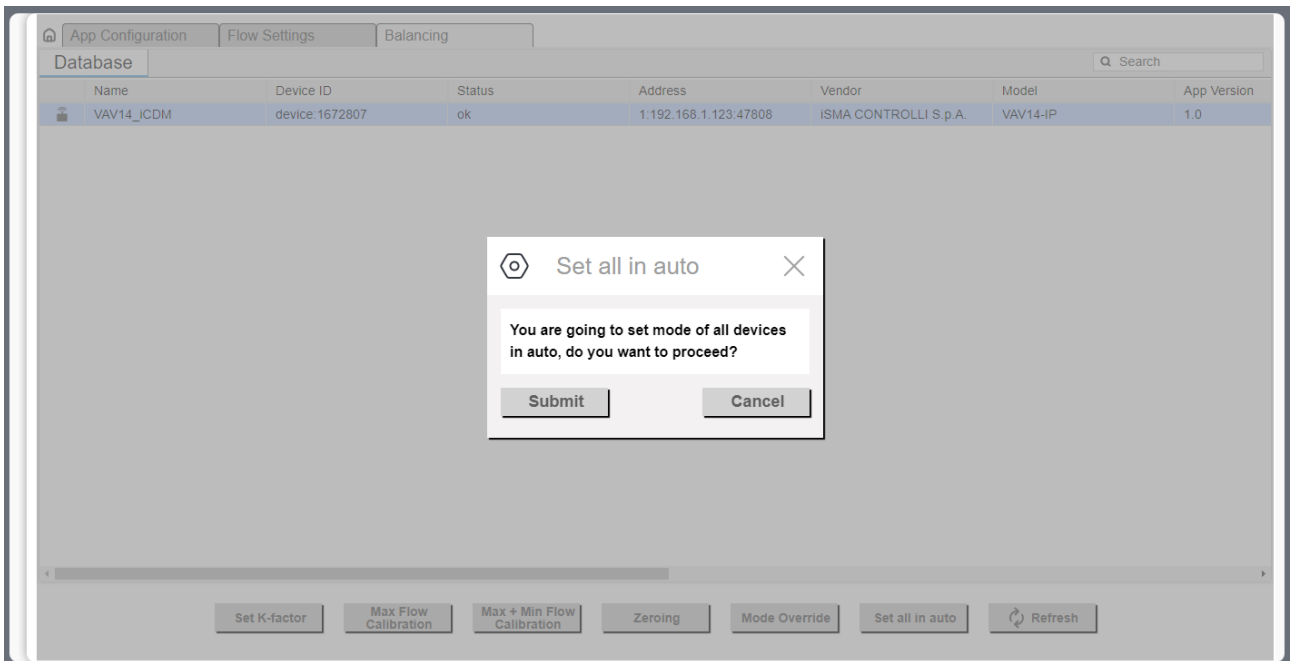 App Configuration Flow Settings Balancing
Database Search
Name Device ID Status Address Vendor Model App Version
VAV14_iCDM device:1672807 ok 1:192.168.1.123:47808 iSMA CONTROLLI S.p.A. VAV14-IP 1.0
Set all in auto
You are going to set mode of all devices
in auto, do you want to proceed?
Submit Cancel
Set K-factor Max Flow Calibration Max + Min Flow Calibration Zeroing Mode Override Set all in auto Refresh